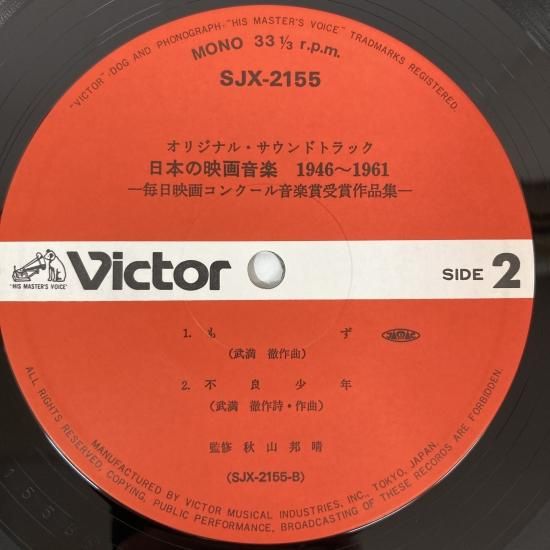 "VICTOR", DOG AND PHONOGRAPH-"HIS MASTER'S VOICE" TRADMARKS REGISTERED.
MONO 33 1/3 r.p.m.
SJX-2155
オリジナル・サウンドトラック
日本の映画音楽 1946〜1961
—毎日映画コンクール音楽賞受賞作品集—
"HIS MASTER'S VOICE"
Victor
SIDE 2
1. もず
JASRAC
(武満 徹作曲)
2. 不良少年
(武満 徹作詩・作曲)
監修 秋山邦晴
(SJX-2155-B)
MANUFACTURED BY VICTOR MUSICAL INDUSTRIES, INC., TOKYO, JAPAN.
ALL RIGHTS RESERVED, COPYING, PUBLIC PERFORMANCE, BROADCASTING OF THESE RECORDS ARE FORBIDDEN.